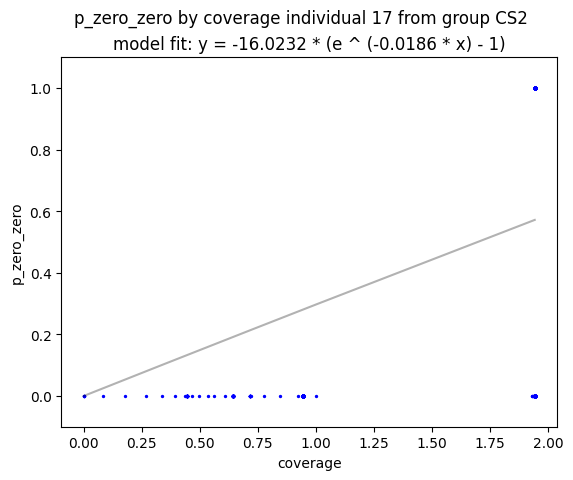 p_zero_zero by coverage individual 17 from group CS2
model fit: y = -16.0232 * (e ^ (-0.0186 * x) - 1)
1.0
0.8
0.6
0.4
0.2
0.0
p_zero_zero
0.00 0.25 0.50 0.75 1.00 1.25 1.50 1.75 2.00
coverage